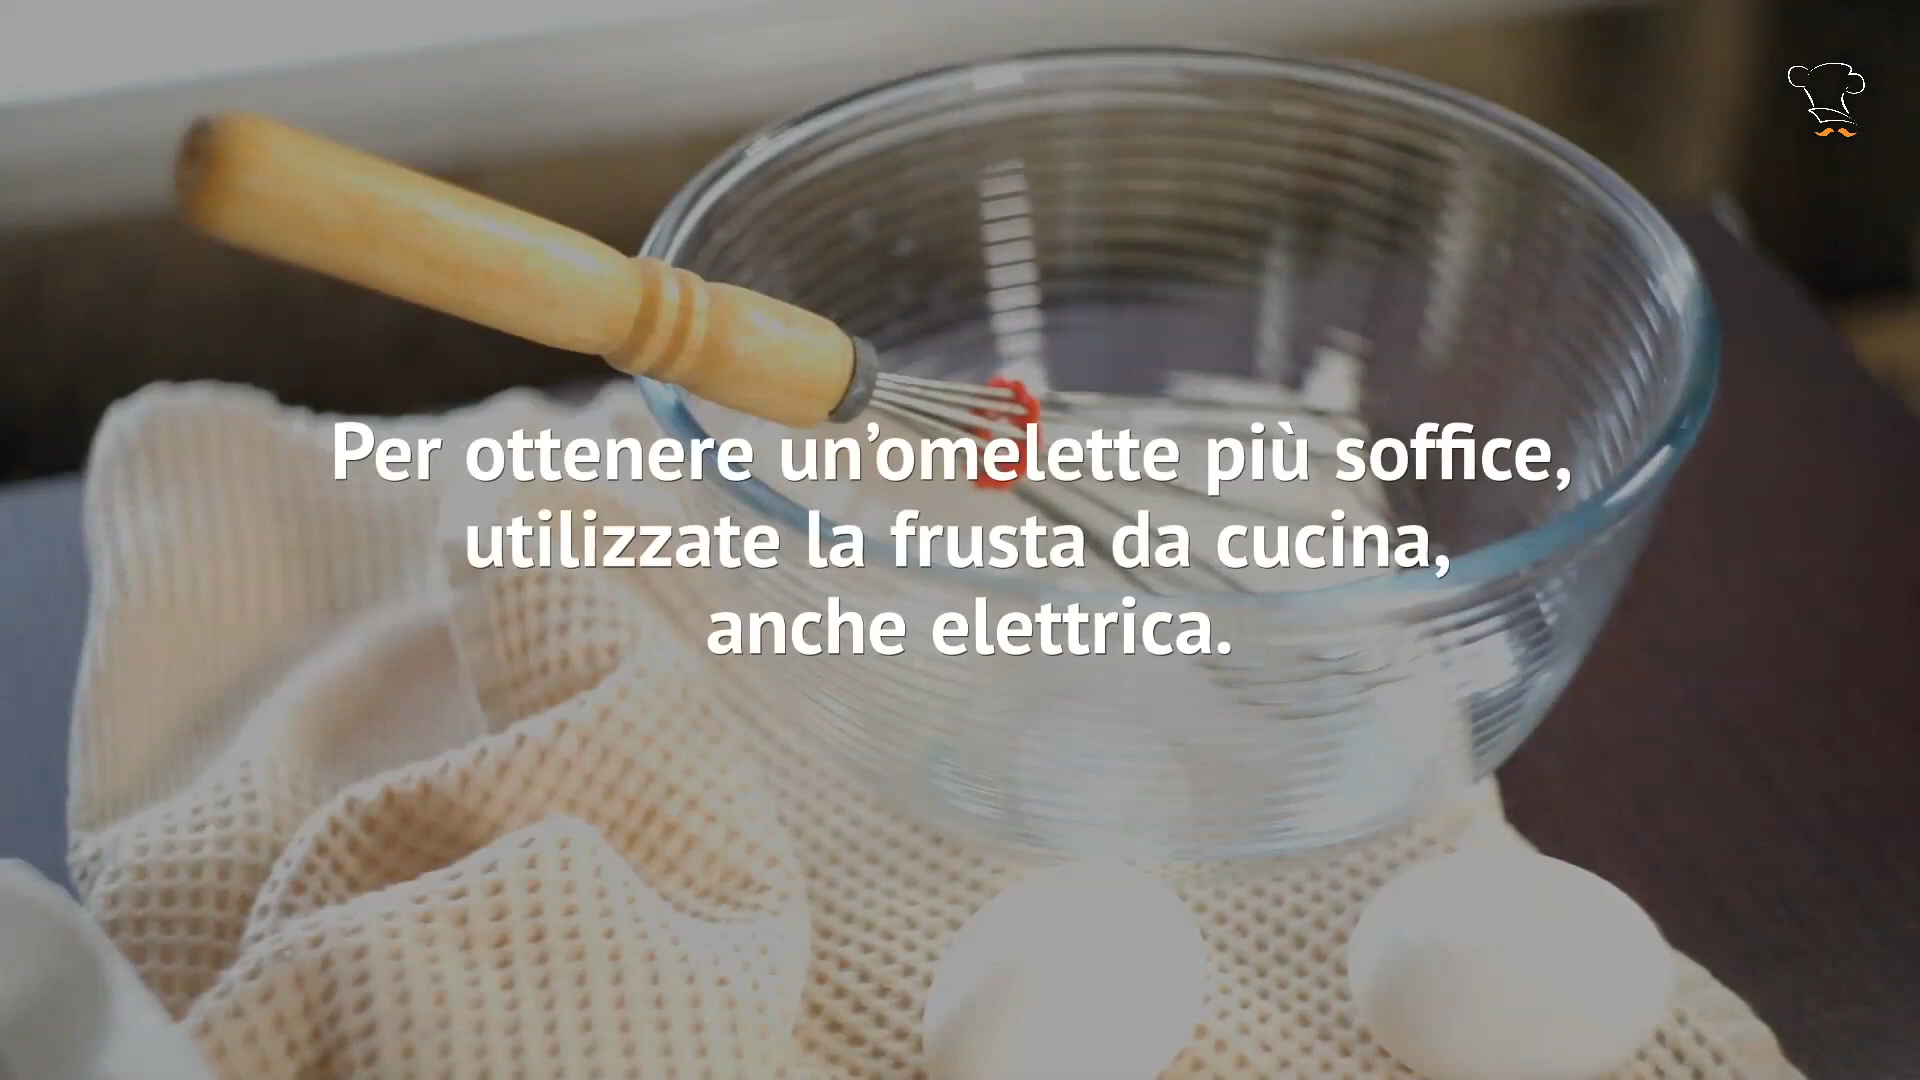 Per ottenere un’omelette più soffice,
utilizzate la frusta da cucina,
anche elettrica.